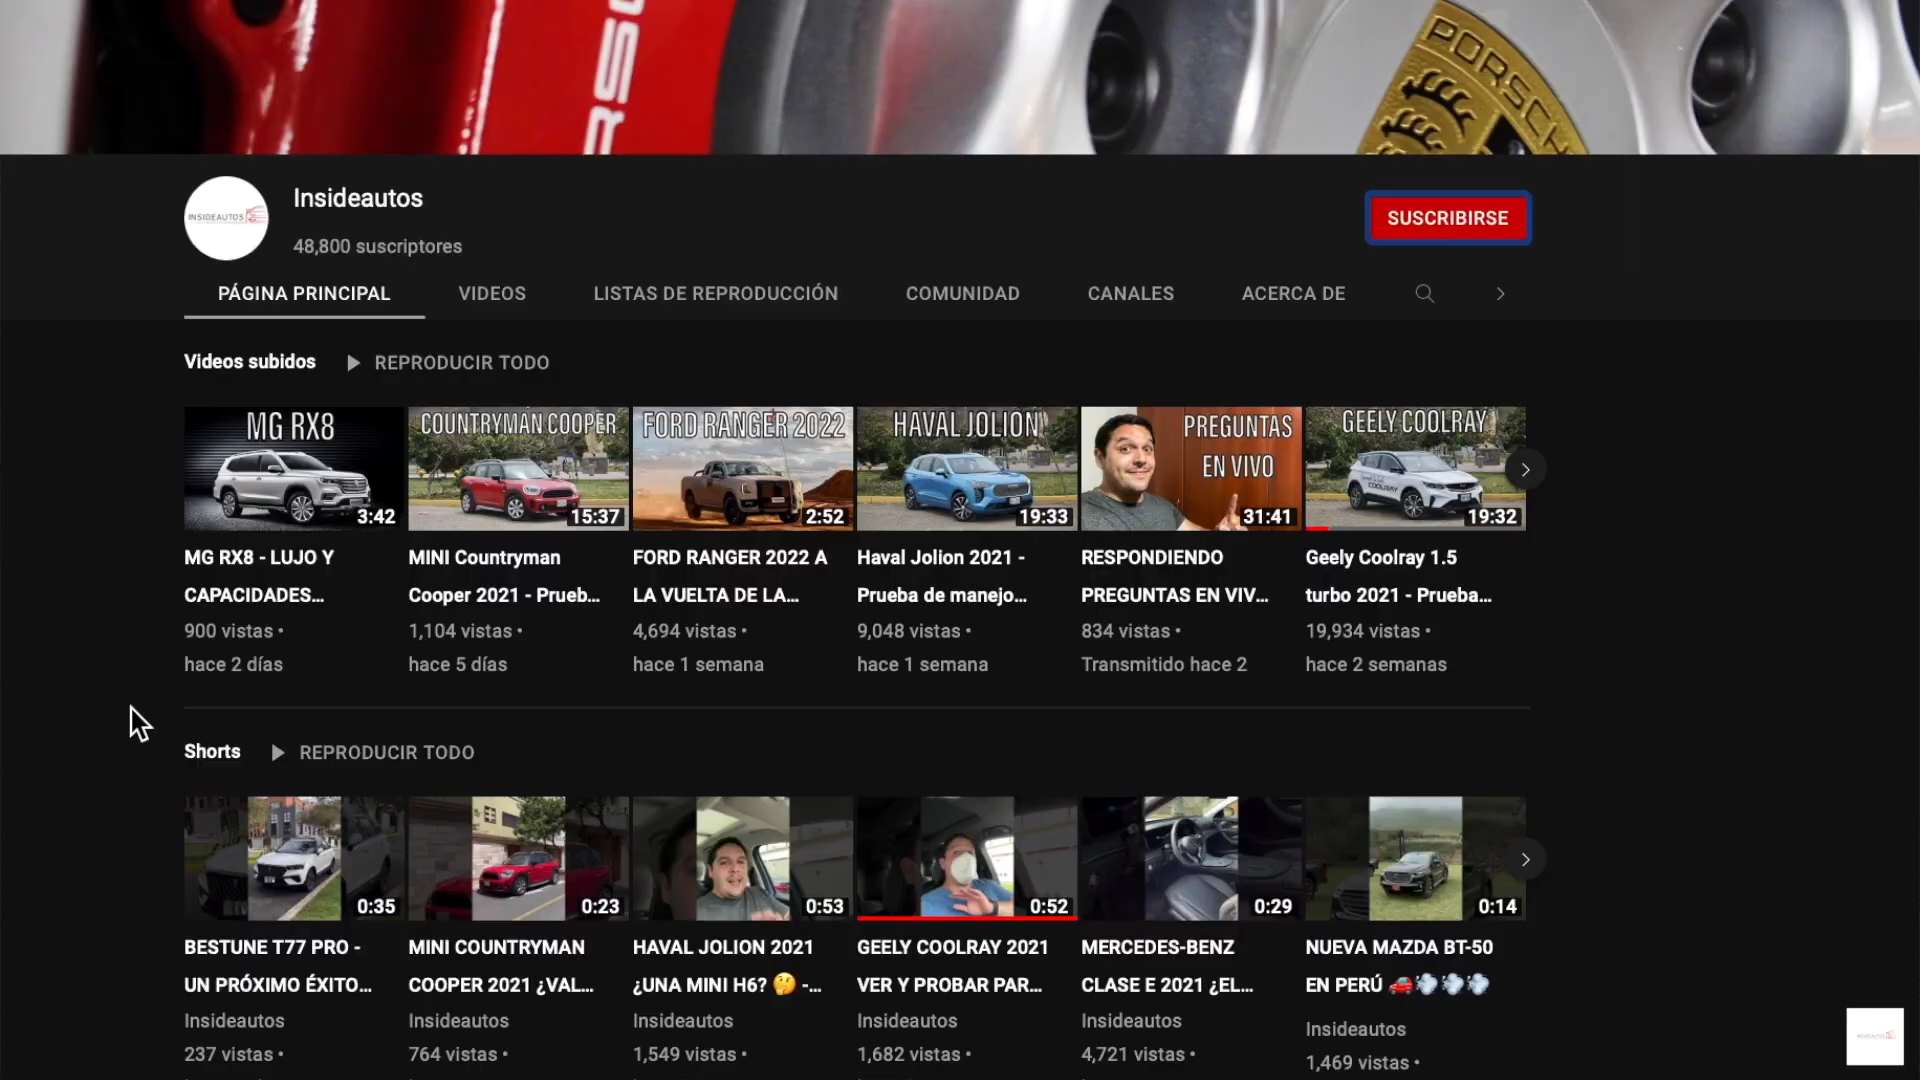 PORSCHE
Insideautos
48,800 suscriptores
SUSCRIBIRSE
INSIDEAUTOS
PÁGINA PRINCIPAL
VIDEOS
LISTAS DE REPRODUCCIÓN
COMUNIDAD
CANALES
ACERCA DE
Videos subidos
REPRODUCIR TODO
MG RX8
3:42
COUNTRYMAN COOPER
15:37
FORD RANGER 2022
2:52
HAVAL JOLION
19:33
PREGUNTAS
EN VIVO
31:41
GEELY COOLRAY
COOLRAY
19:32
MG RX8 - LUJO Y
CAPACIDADES...
900 vistas •
hace 2 días
MINI Countryman
Cooper 2021 - Prueb...
1,104 vistas •
hace 5 días
FORD RANGER 2022 A
LA VUELTA DE LA...
4,694 vistas •
hace 1 semana
Haval Jolion 2021 -
Prueba de manejo...
9,048 vistas •
hace 1 semana
RESPONDIENDO
PREGUNTAS EN VIV...
834 vistas •
Transmitido hace 2
Geely Coolray 1.5
turbo 2021 - Prueba...
19,934 vistas •
hace 2 semanas
Shorts
REPRODUCIR TODO
0:35
0:23
0:53
0:52
0:29
0:14
BESTUNE T77 PRO -
UN PRÓXIMO ÉXITO...
Insideautos
237 vistas •
MINI COUNTRYMAN
COOPER 2021 ¿VAL...
Insideautos
764 vistas •
HAVAL JOLION 2021
¿UNA MINI H6? 🤔 -...
Insideautos
1,549 vistas •
GEELY COOLRAY 2021
VER Y PROBAR PAR...
Insideautos
1,682 vistas •
MERCEDES-BENZ
CLASE E 2021 ¿EL...
Insideautos
4,721 vistas •
NUEVA MAZDA BT-50
EN PERÚ 🚗💨💨💨
Insideautos
1,469 vistas •
INSIDEAUTOS